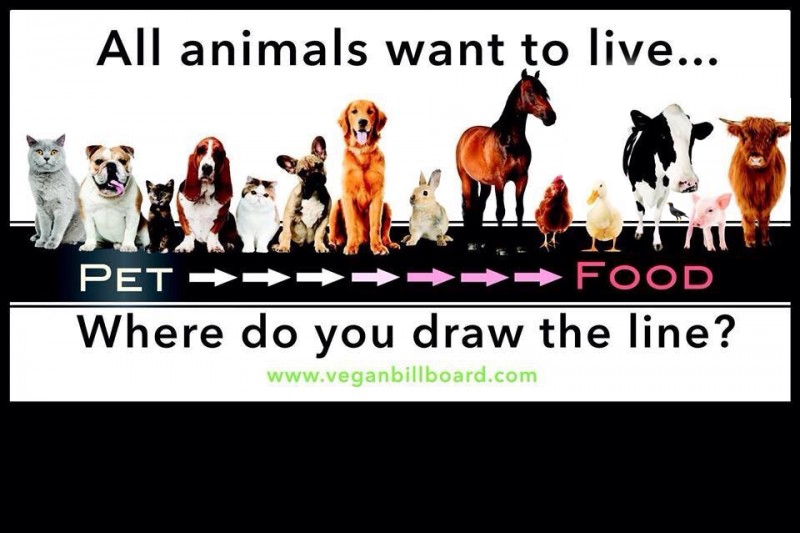 All animals want to live...
PET FOOD
Where do you draw the line?
www.veganbillboard.com